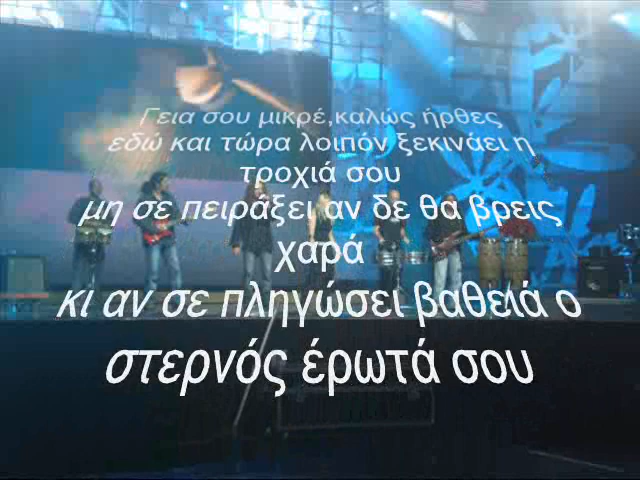 Γεια σου μικρέ,καλώς ήρθες
εδώ και τώρα λοιπόν ξεκινάει η
τροχιά σου
μη σε πειράξει αν δε θα βρεις
χαρά
κι αν σε πληγώσει βαθειά ο
στερνός έρωτά σου